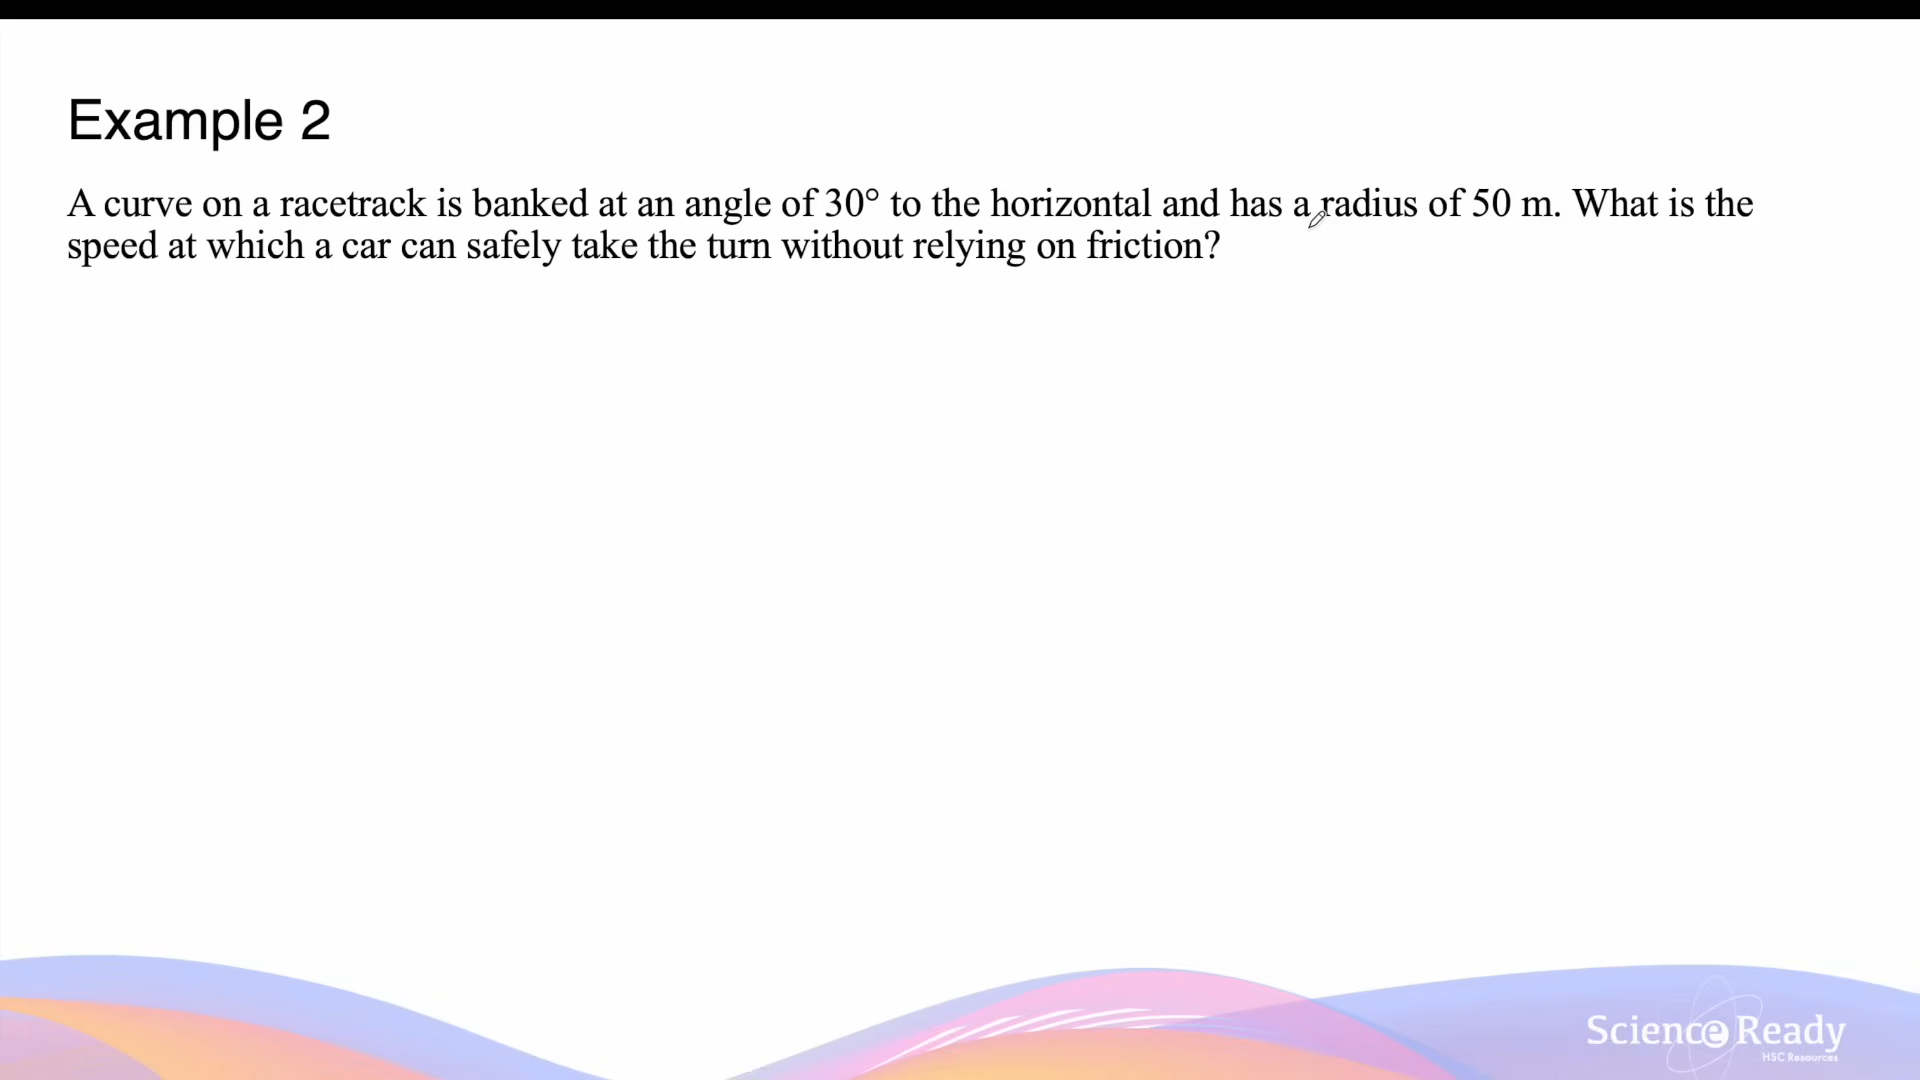 Example 2
A curve on a racetrack is banked at an angle of 30° to the horizontal and has a radius of 50 m. What is the
speed at which a car can safely take the turn without relying on friction?
Science Ready
HSC Resources